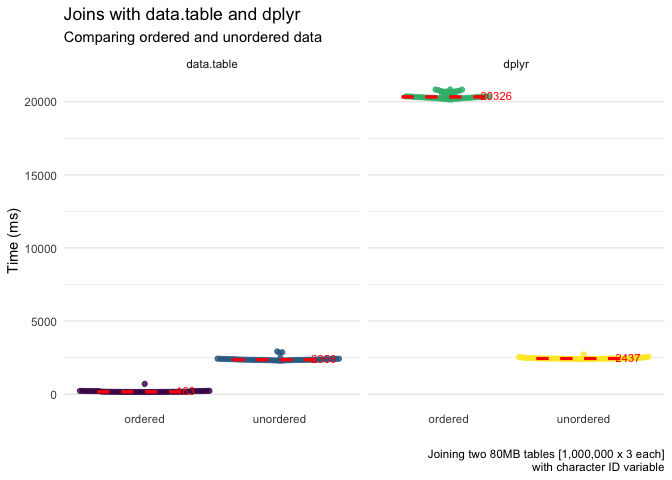 Joins with data.table and dplyr
Comparing ordered and unordered data
data.table
dplyr
Time (ms)
20000
15000
10000
5000
0
20326
2437
ordered
unordered
ordered
unordered
Joining two 80MB tables [1,000,000 x 3 each]
with character ID variable